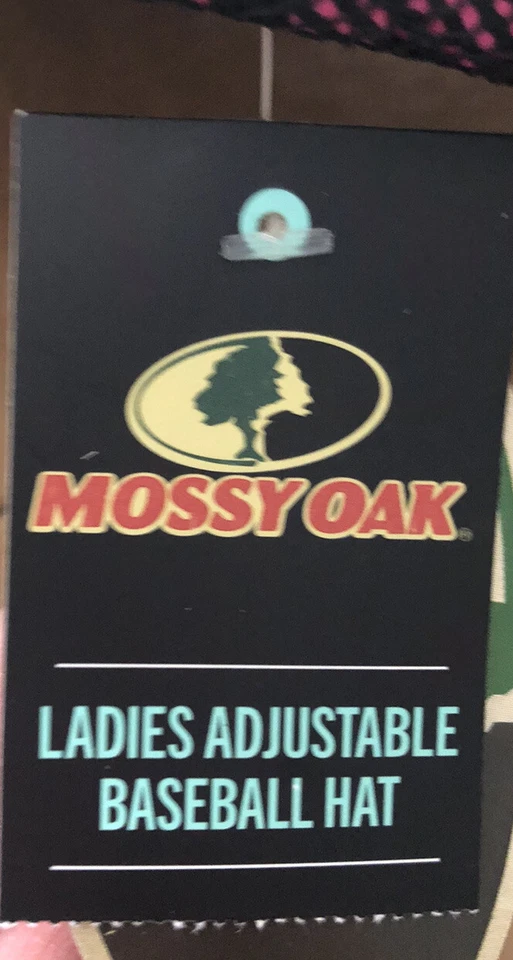 MOSSY OAK®
LADIES ADJUSTABLE
BASEBALL HAT